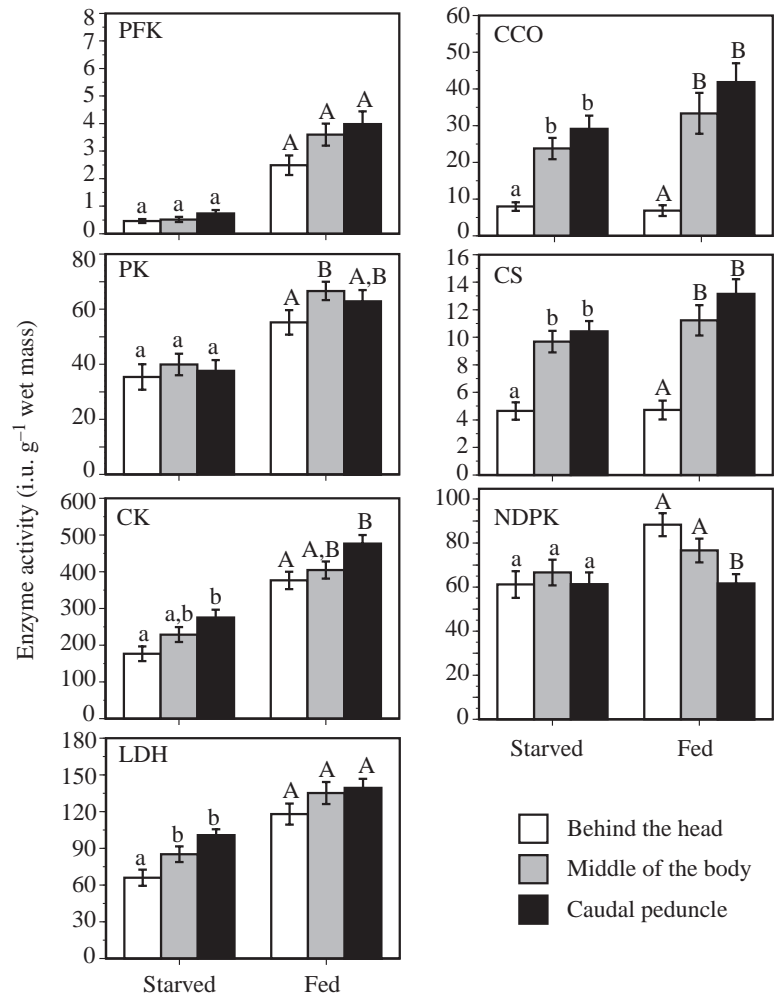 Enzyme activity (i.u. g⁻¹ wet mass)
PFK
8
7
6
5
4
3
2
1
0
a a a
A A A
PK
80
60
40
20
0
a a a
A B A,B
CK
600
500
400
300
200
100
0
a a,b b
A A,B B
LDH
180
150
120
90
60
30
0
a b b
A A A
Starved Fed
CCO
60
50
40
30
20
10
0
a b b
A B B
CS
16
14
12
10
8
6
4
2
0
a b b
A B B
NDPK
100
80
60
40
20
0
a a a
A A B
Starved Fed
Behind the head
Middle of the body
Caudal peduncle